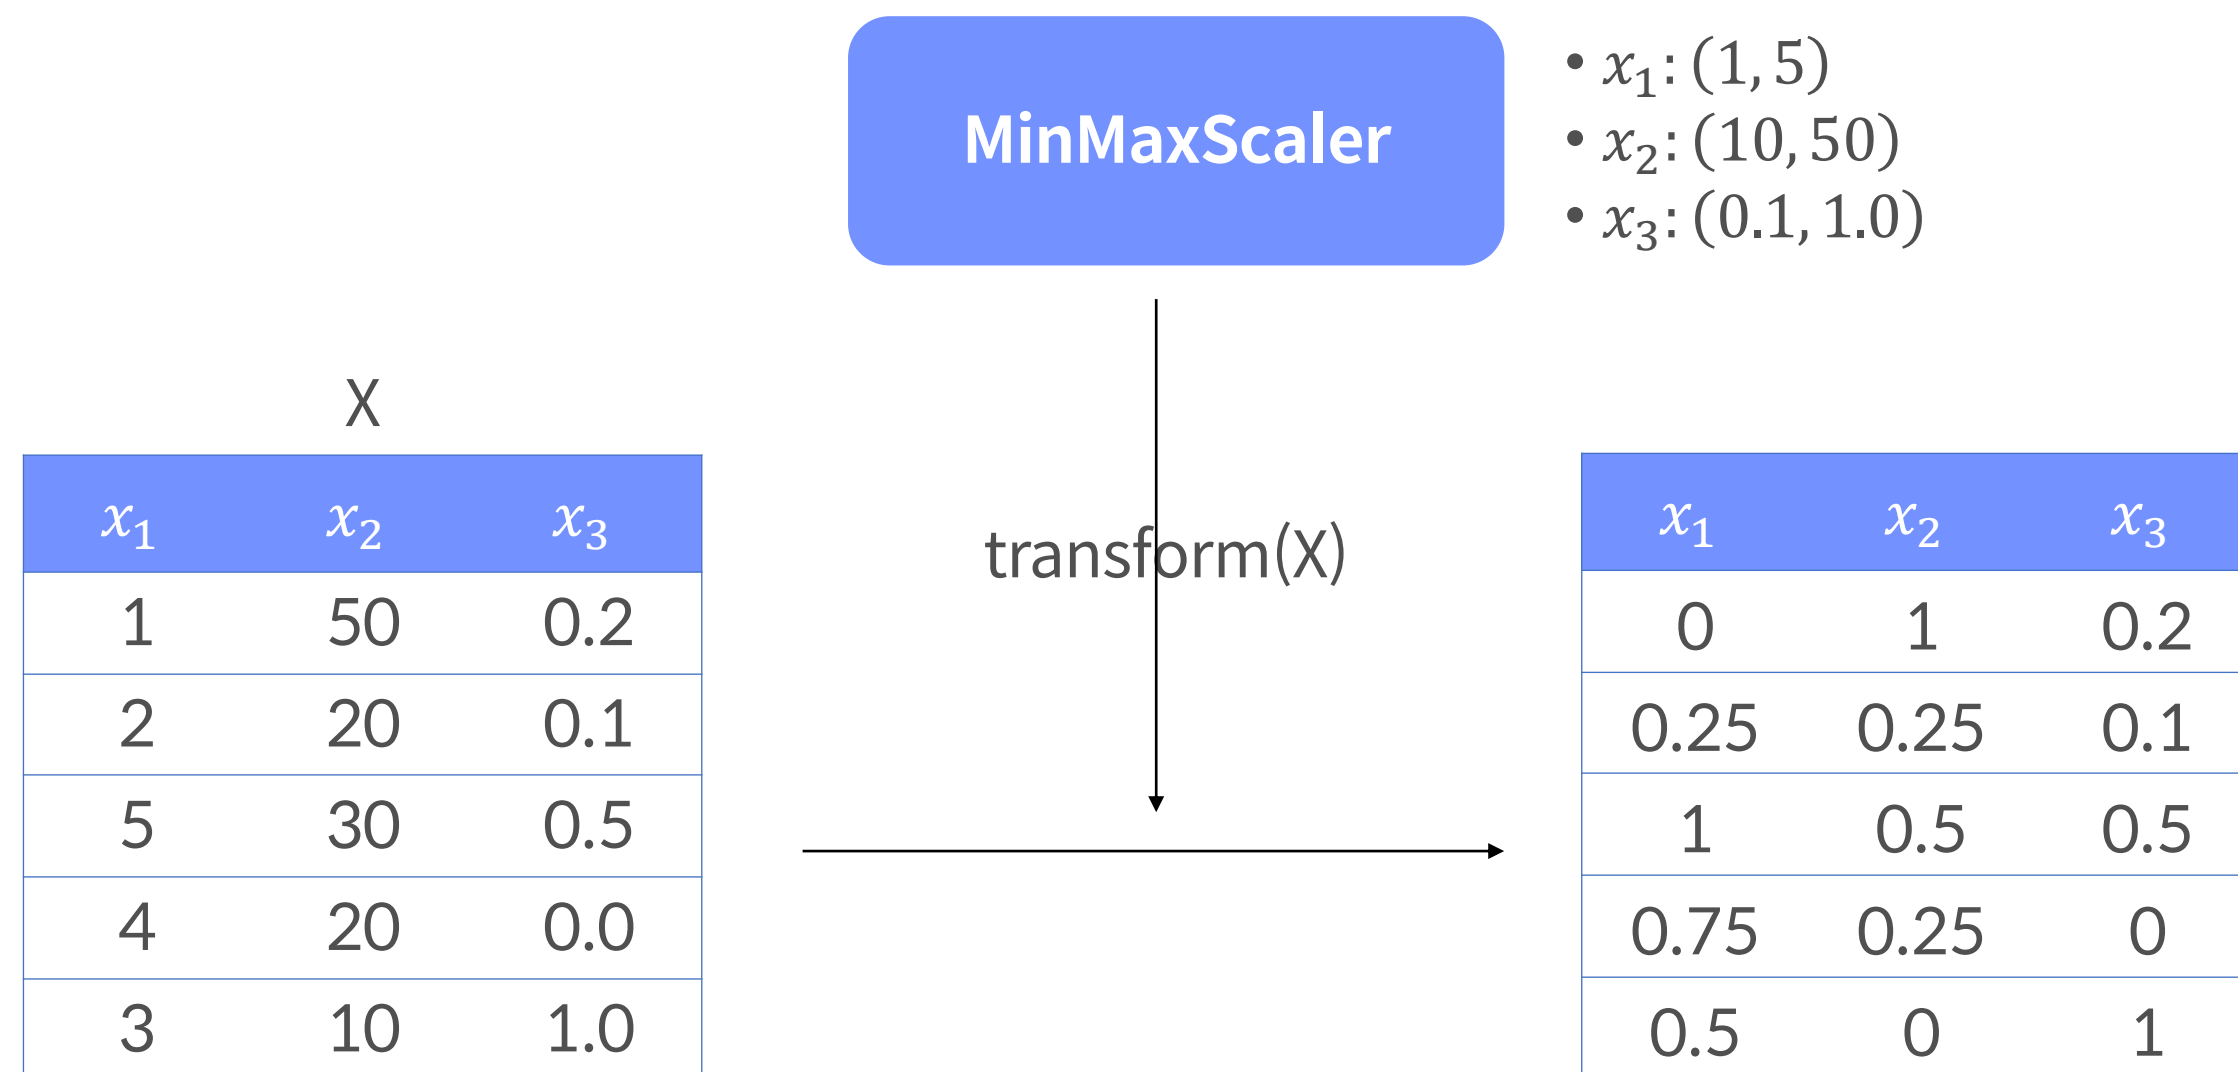 MinMaxScaler
• x₁: (1, 5)
• x₂: (10, 50)
• x₃: (0.1, 1.0)
X
x₁ x₂ x₃
1 50 0.2
2 20 0.1
5 30 0.5
4 20 0.0
3 10 1.0
transform(X)
x₁ x₂ x₃
0 1 0.2
0.25 0.25 0.1
1 0.5 0.5
0.75 0.25 0
0.5 0 1